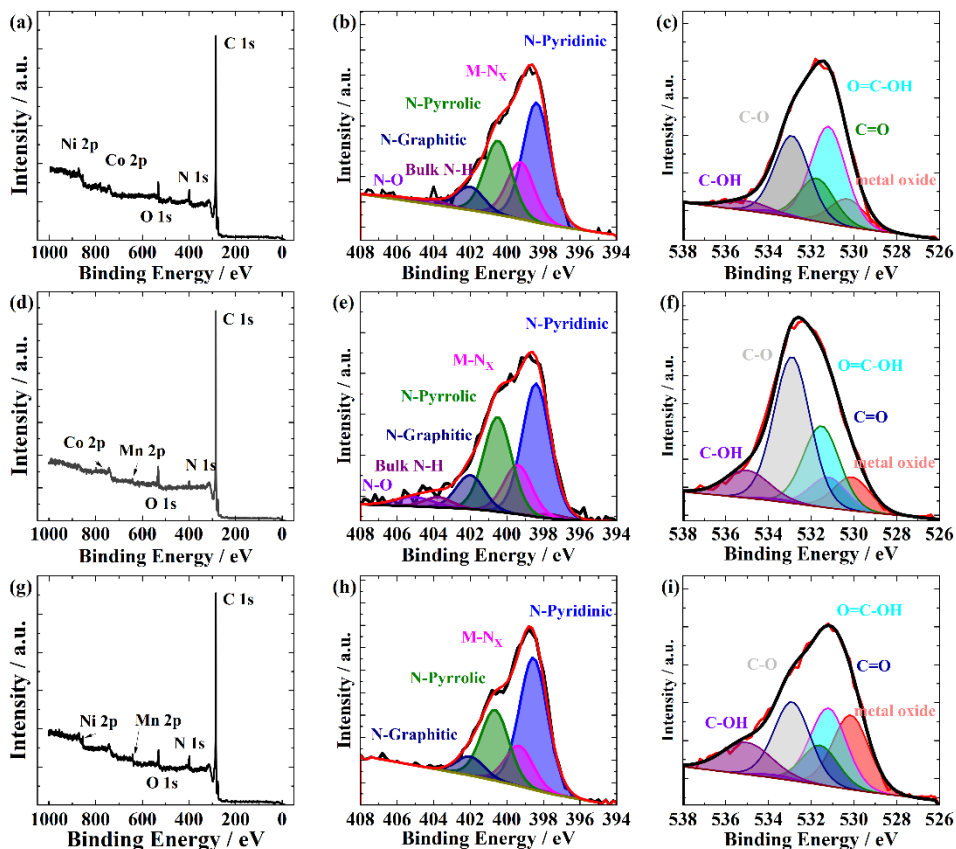 (a)
C 1s
Ni 2p
Co 2p
N 1s
O 1s
Intensity / a.u.
1000 800 600 400 200 0
Binding Energy / eV
(b)
N-Pyridinic
M-NX
N-Pyrrolic
N-Graphitic
Bulk N-H
N-O
Intensity / a.u.
408 406 404 402 400 398 396 394
Binding Energy / eV
(c)
O=C-OH
C-O
C=O
C-OH
metal oxide
Intensity / a.u.
538 536 534 532 530 528 526
Binding Energy / eV
(d)
C 1s
Co 2p
Mn 2p
N 1s
O 1s
Intensity / a.u.
1000 800 600 400 200 0
Binding Energy / eV
(e)
N-Pyridinic
M-NX
N-Pyrrolic
N-Graphitic
Bulk N-H
N-O
Intensity / a.u.
408 406 404 402 400 398 396 394
Binding Energy / eV
(f)
C-O
O=C-OH
C=O
C-OH
metal oxide
Intensity / a.u.
538 536 534 532 530 528 526
Binding Energy / eV
(g)
C 1s
Ni 2p
Mn 2p
N 1s
O 1s
Intensity / a.u.
1000 800 600 400 200 0
Binding Energy / eV
(h)
N-Pyridinic
M-NX
N-Pyrrolic
N-Graphitic
Intensity / a.u.
408 406 404 402 400 398 396 394
Binding Energy / eV
(i)
O=C-OH
C-O
C=O
metal oxide
C-OH
Intensity / a.u.
538 536 534 532 530 528 526
Binding Energy / eV